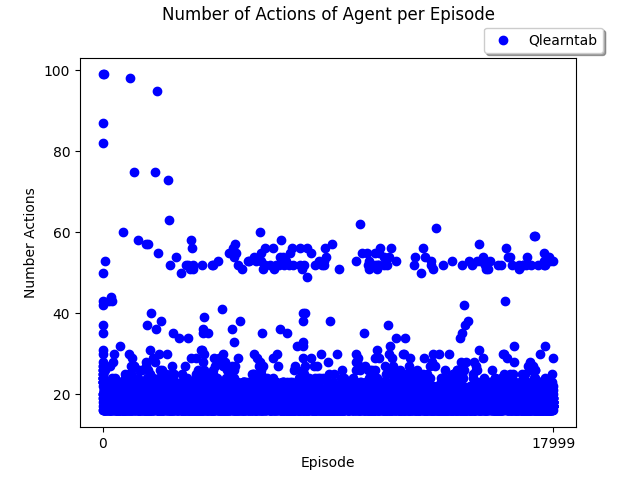 Number of Actions of Agent per Episode
Qlearntab
100
80
60
40
20
Number Actions
0
17999
Episode